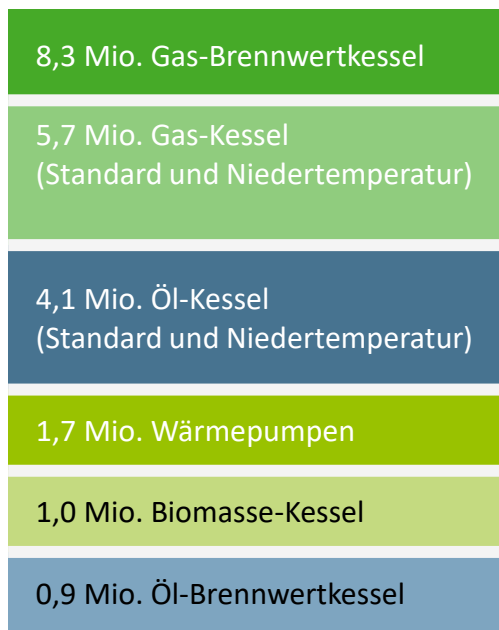 8,3 Mio. Gas-Brennwertkessel
5,7 Mio. Gas-Kessel
(Standard und Niedertemperatur)
4,1 Mio. Öl-Kessel
(Standard und Niedertemperatur)
1,7 Mio. Wärmepumpen
1,0 Mio. Biomasse-Kessel
0,9 Mio. Öl-Brennwertkessel